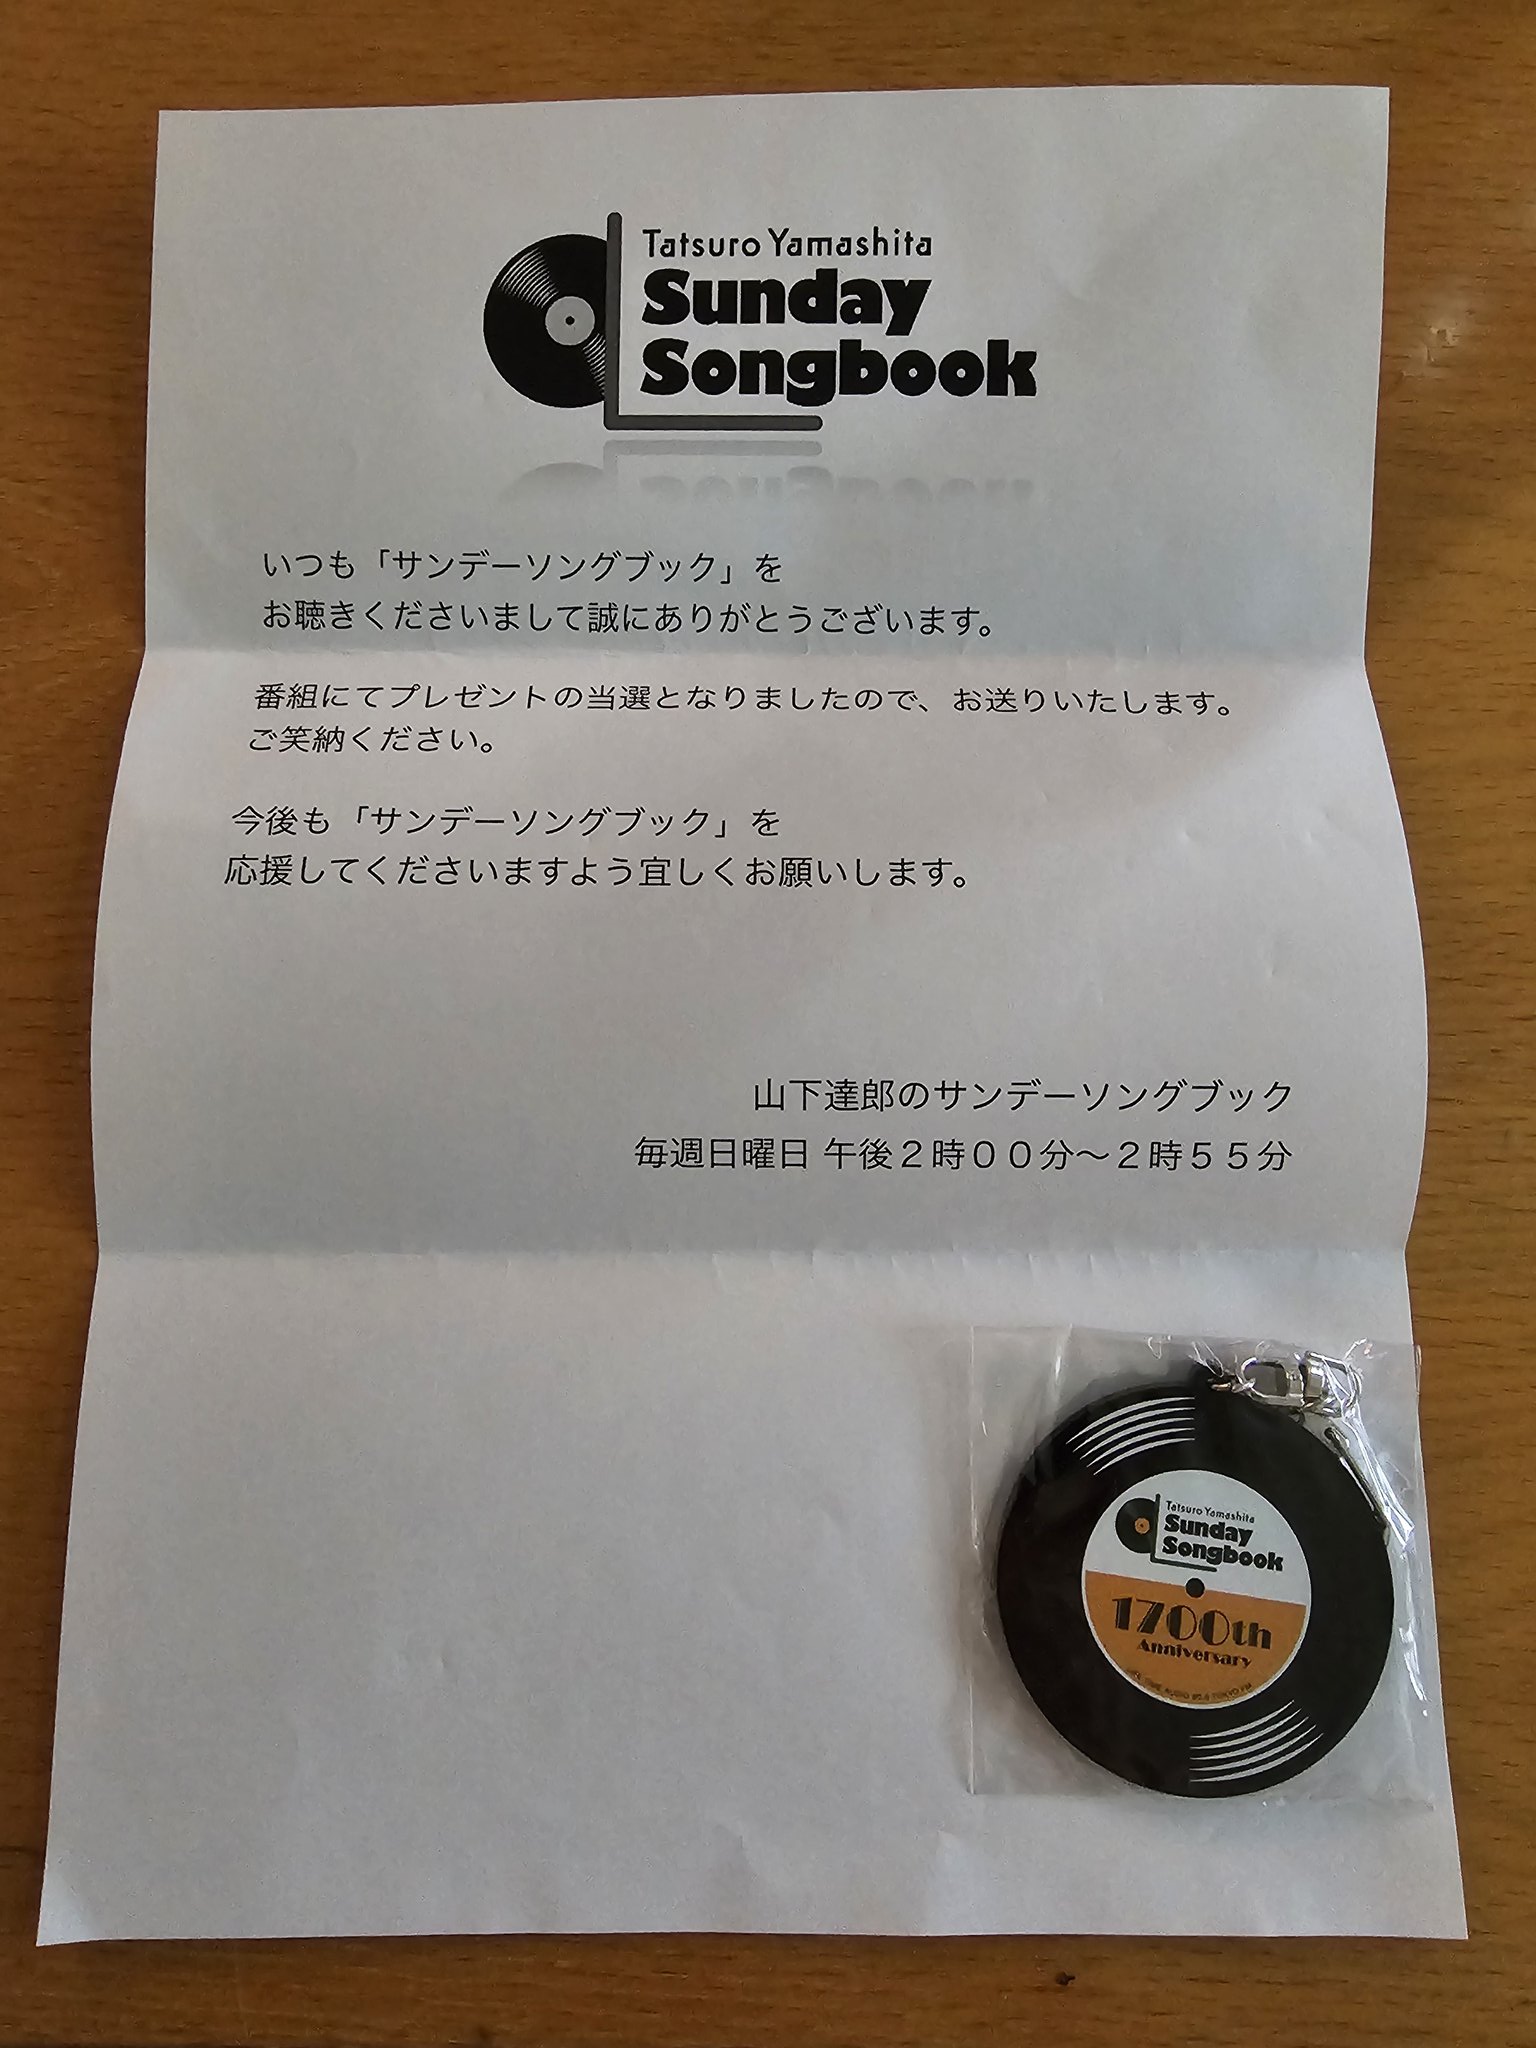 Tatsuro Yamashita
Sunday
Songbook
いつも「サンデーソングブック」を
お聴きくださいまして誠にありがとうございます。
番組にてプレゼントの当選となりましたので、お送りいたします。
ご笑納ください。
今後も「サンデーソングブック」を
応援してくださいますよう宜しくお願いします。
山下達郎のサンデーソングブック
毎週日曜日 午後２時００分～２時５５分
Tatsuro Yamashita
Sunday
Songbook
1700th
Anniversary
AUDIO 80.0 TOKYO FM